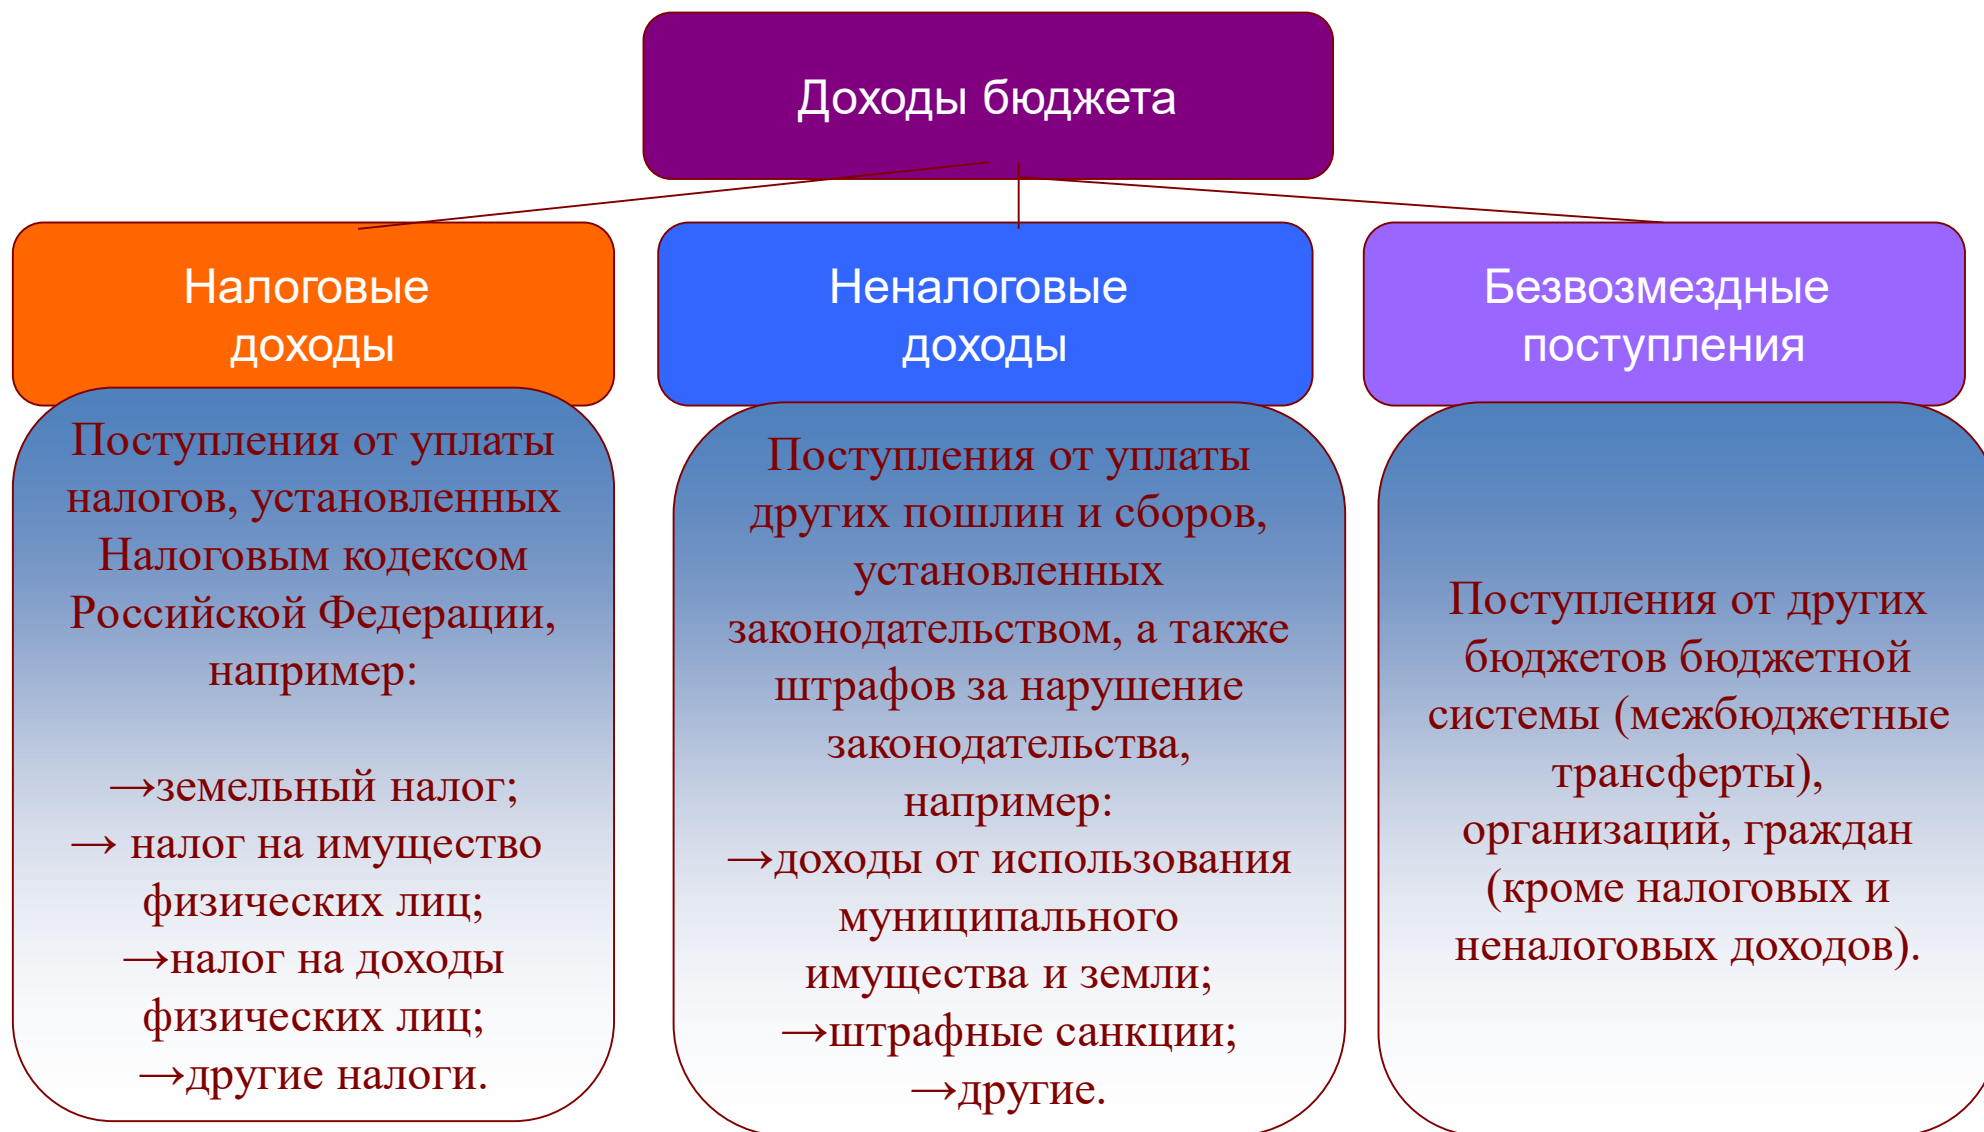 Доходы бюджета
Налоговые
доходы
Поступления от уплаты
налогов, установленных
Налоговым кодексом
Российской Федерации,
например:
→земельный налог;
→ налог на имущество
физических лиц;
→налог на доходы
физических лиц;
→другие налоги.
Неналоговые
доходы
Поступления от уплаты
других пошлин и сборов,
установленных
законодательством, а также
штрафов за нарушение
законодательства,
например:
→доходы от использования
муниципального
имущества и земли;
→штрафные санкции;
→другие.
Безвозмездные
поступления
Поступления от других
бюджетов бюджетной
системы (межбюджетные
трансферты),
организаций, граждан
(кроме налоговых и
неналоговых доходов).